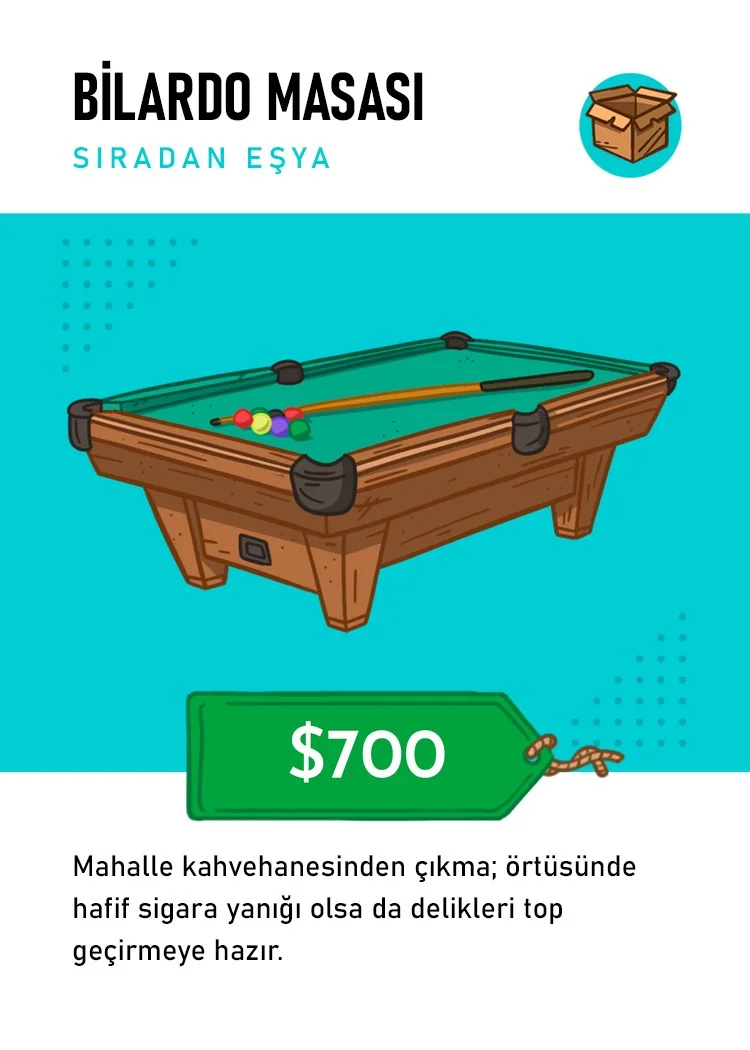 BİLARDO MASASI
SIRADAN EŞYA
$700
Mahalle kahvehanesinden çıkma; örtüsünde
hafif sigara yanığı olsa da delikleri top
geçirmeye hazır.